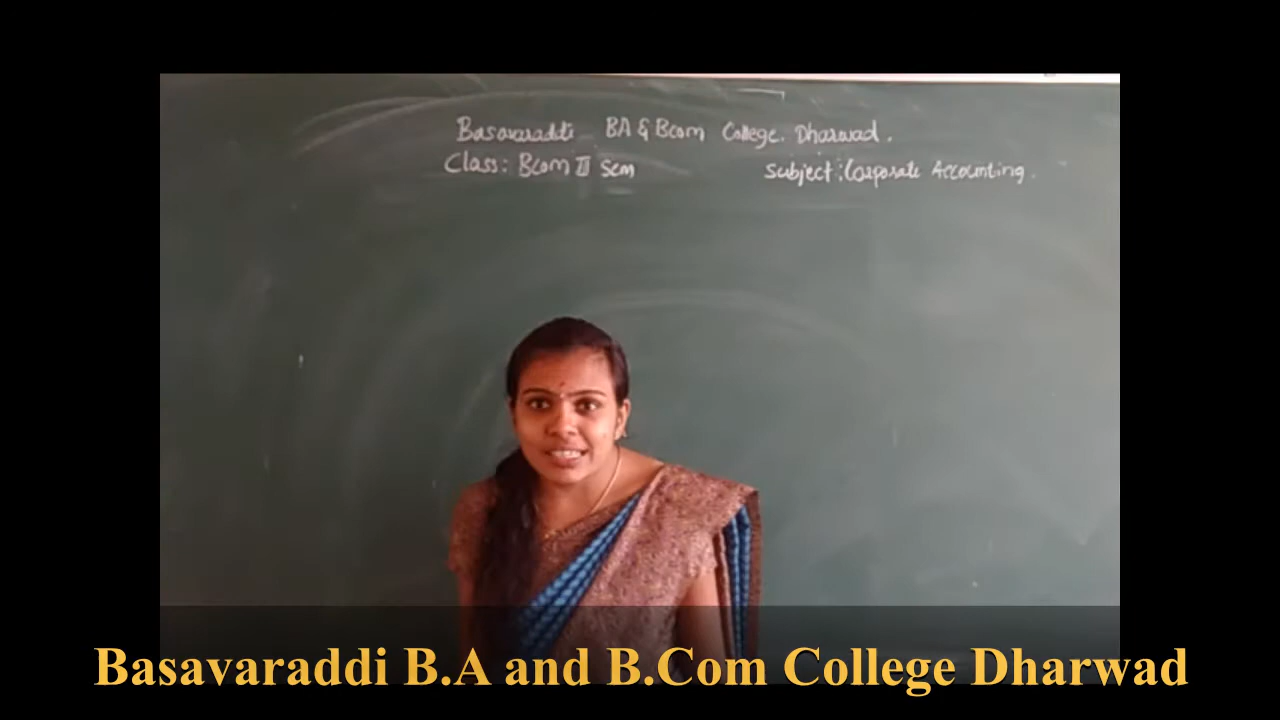 Basavaraddi BA & Bcom College. Dharwad.
Class: BCom III Sem Subject: Corporate Accounting.
Basavaraddi B.A and B.Com College Dharwad